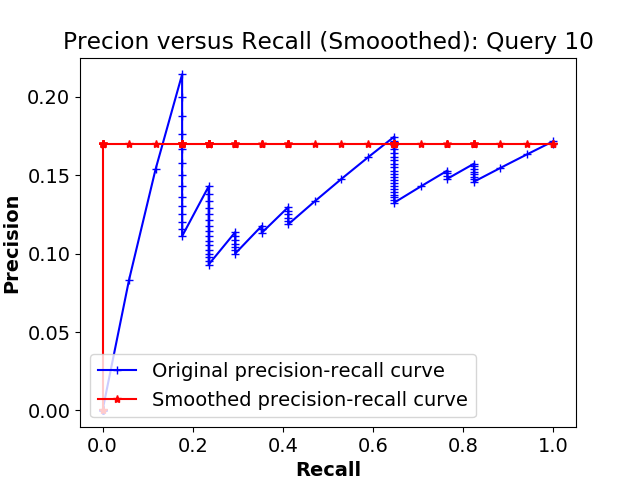 Precion versus Recall (Smooothed): Query 10
0.20
0.15
0.10
0.05
0.00
Precision
Original precision-recall curve
Smoothed precision-recall curve
0.0 0.2 0.4 0.6 0.8 1.0
Recall